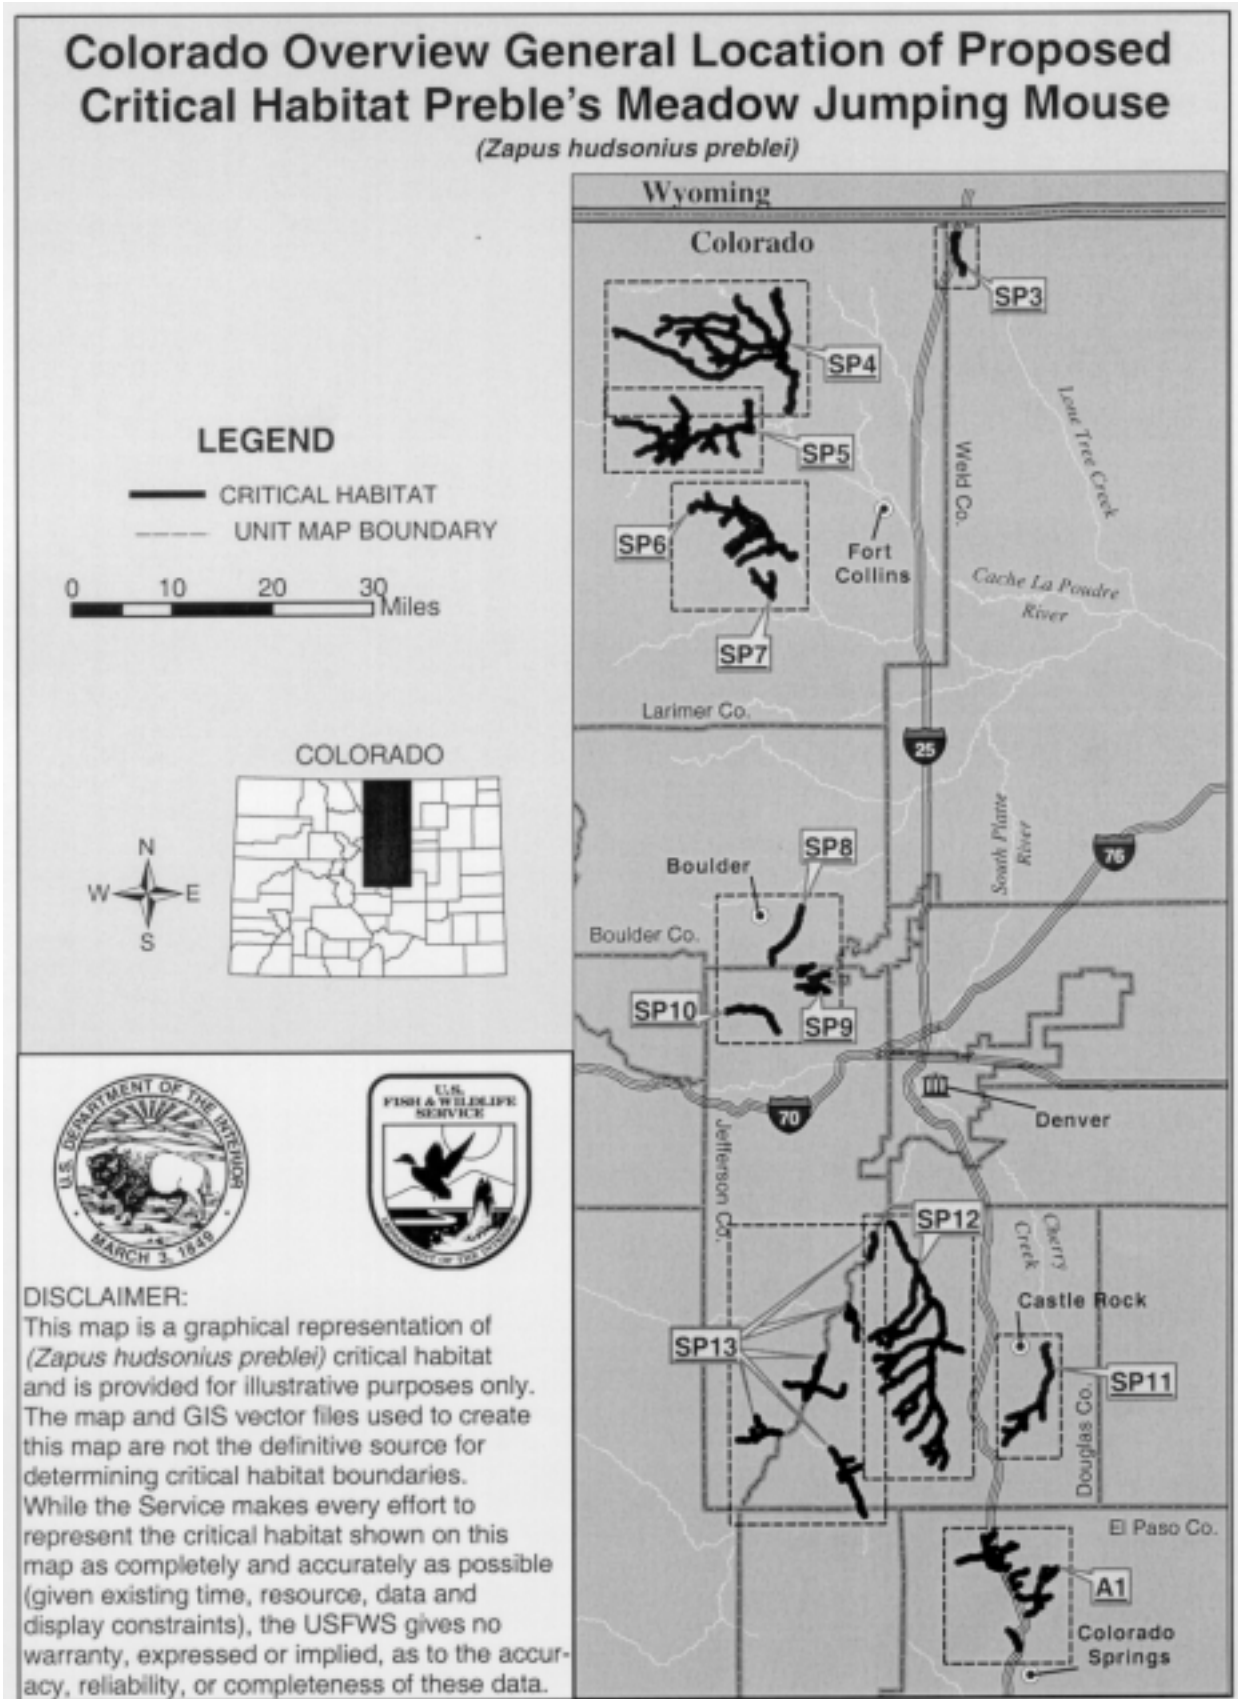 Colorado Overview General Location of Proposed
Critical Habitat Preble's Meadow Jumping Mouse
(Zapus hudsonius preblei)
Wyoming
Colorado
SP3
SP4
SP5
SP6
SP7
Lone Tree Creek
Weld Co.
Fort
Collins
Cache La Poudre
River
Larimer Co.
25
South Platte
River
76
SP8
Boulder
Boulder Co.
SP10
SP9
70
Denver
Jefferson Co.
SP12
Cherry
Creek
Castle Rock
SP13
SP11
Douglas Co.
El Paso Co.
A1
Colorado
Springs
LEGEND
CRITICAL HABITAT
UNIT MAP BOUNDARY
0 10 20 30
Miles
COLORADO
N
W E
S
U.S. DEPARTMENT OF THE INTERIOR
MARCH 3, 1849
U.S.
FISH & WILDLIFE
SERVICE
DEPARTMENT OF THE INTERIOR
DISCLAIMER:
This map is a graphical representation of
(Zapus hudsonius preblei) critical habitat
and is provided for illustrative purposes only.
The map and GIS vector files used to create
this map are not the definitive source for
determining critical habitat boundaries.
While the Service makes every effort to
represent the critical habitat shown on this
map as completely and accurately as possible
(given existing time, resource, data and
display constraints), the USFWS gives no
warranty, expressed or implied, as to the accur-
acy, reliability, or completeness of these data.